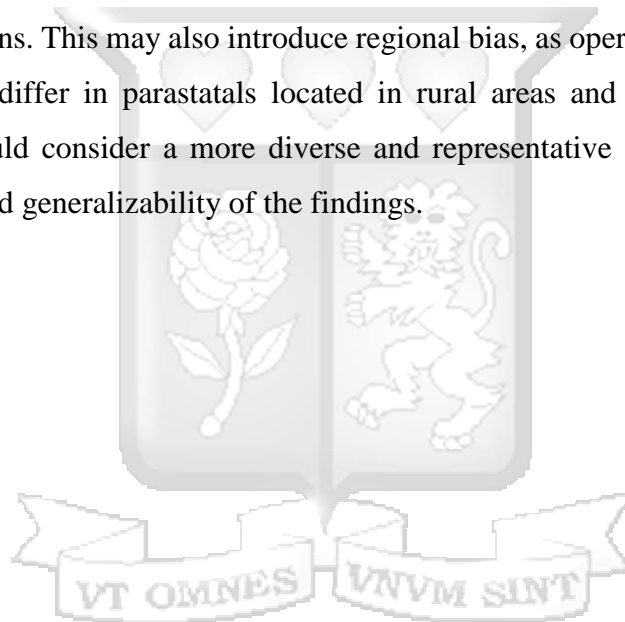 ns. This may also introduce regional bias, as oper
differ in parastatals located in rural areas and
uld consider a more diverse and representative
d generalizability of the findings.
VT OMNES VNVM SINT